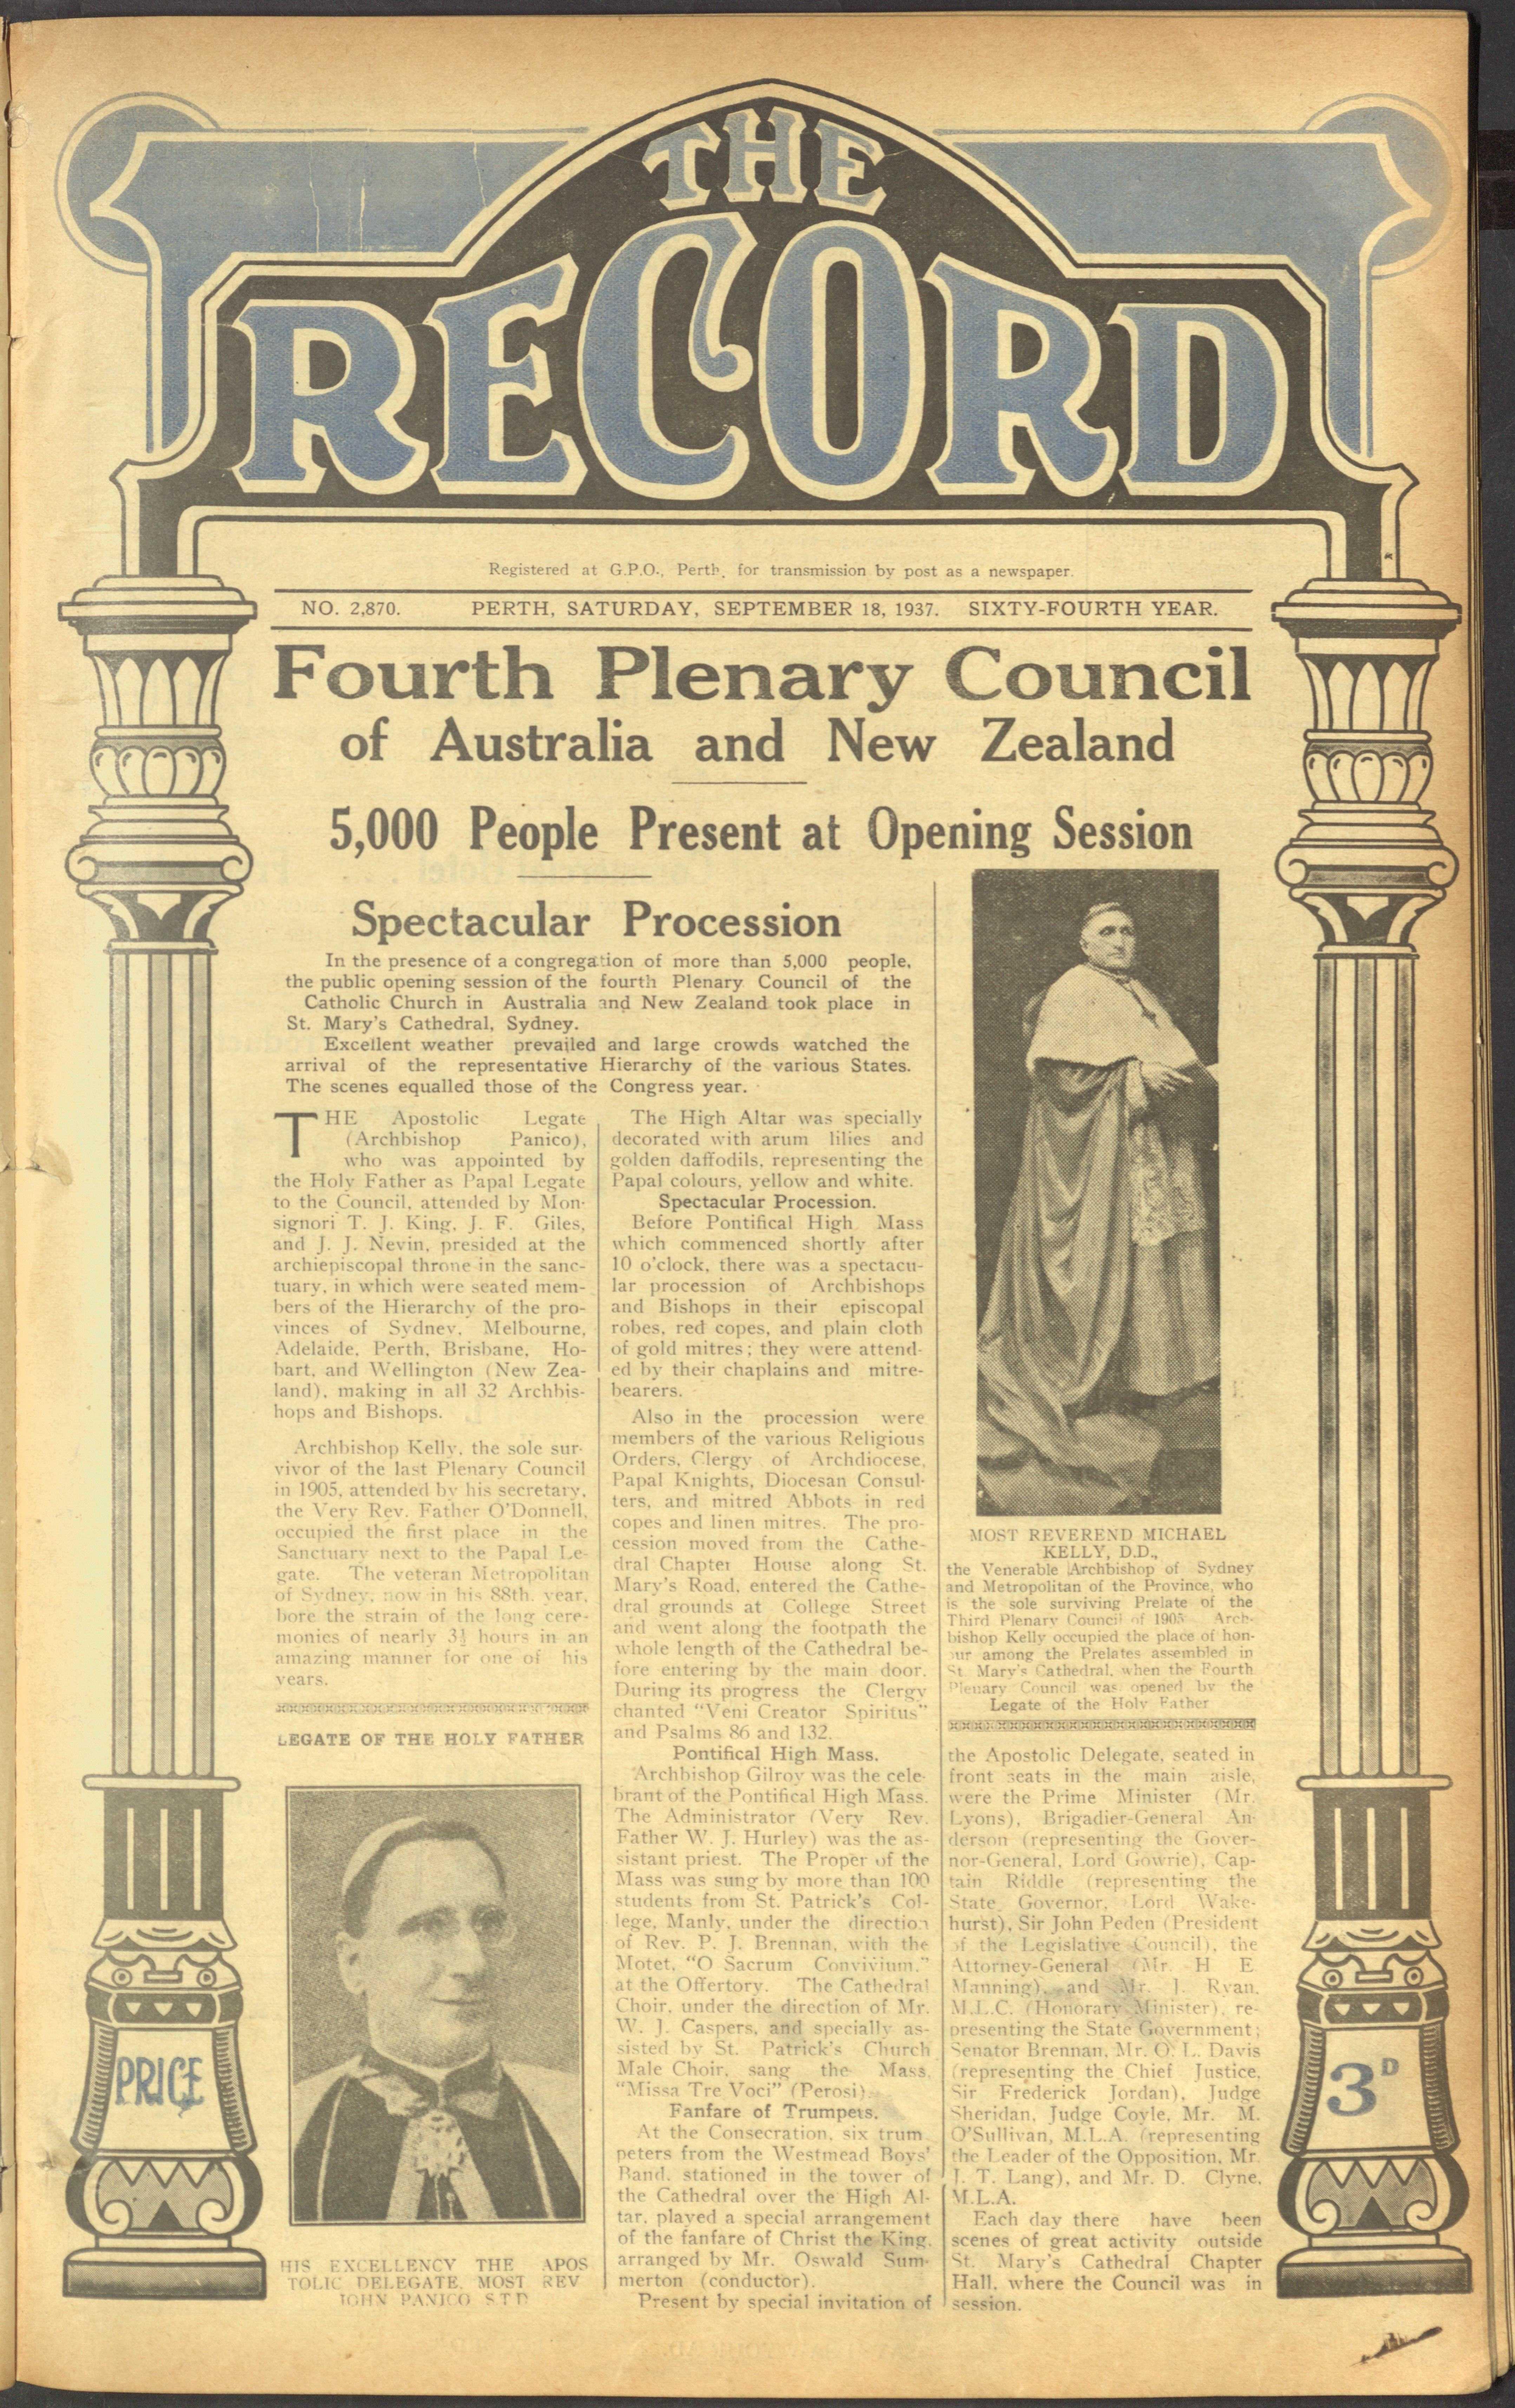 THE
RECORD
Registered at G.P.O., Perth, for transmission by post as a newspaper.
NO. 2,870. PERTH, SATURDAY, SEPTEMBER 18, 1937. SIXTY-FOURTH YEAR.
Fourth Plenary Council
of Australia and New Zealand
5,000 People Present at Opening Session
Spectacular Procession
In the presence of a congregation of more than 5,000 people,
the public opening session of the fourth Plenary Council of the
Catholic Church in Australia and New Zealand took place in
St. Mary's Cathedral, Sydney.
Excellent weather prevailed and large crowds watched the
arrival of the representative Hierarchy of the various States.
The scenes equalled those of the Congress year.
THE Apostolic Legate
(Archbishop Panico),
who was appointed by
the Holy Father as Papal Legate
to the Council, attended by Mon-
signori T. J. King, J. F. Giles,
and J. J. Nevin, presided at the
archiepiscopal throne in the sanc-
tuary, in which were seated mem-
bers of the Hierarchy of the pro-
vinces of Sydney, Melbourne,
Adelaide, Perth, Brisbane, Ho-
bart, and Wellington (New Zea-
land), making in all 32 Archbis-
hops and Bishops.
Archbishop Kelly, the sole sur-
vivor of the last Plenary Council
in 1905, attended by his secretary,
the Very Rev. Father O'Donnell,
occupied the first place in the
Sanctuary next to the Papal Le-
gate. The veteran Metropolitan
of Sydney, now in his 88th. year,
bore the strain of the long cere-
monies of nearly 3½ hours in an
amazing manner for one of his
years.
LEGATE OF THE HOLY FATHER
HIS EXCELLENCY THE APOS
TOLIC DELEGATE, MOST REV
JOHN PANICO S.T.D
The High Altar was specially
decorated with arum lilies and
golden daffodils, representing the
Papal colours, yellow and white.
Spectacular Procession.
Before Pontifical High Mass
which commenced shortly after
10 o'clock, there was a spectacu-
lar procession of Archbishops
and Bishops in their episcopal
robes, red copes, and plain cloth
of gold mitres; they were attend-
ed by their chaplains and mitre-
bearers.
Also in the procession were
members of the various Religious
Orders, Clergy of Archdiocese,
Papal Knights, Diocesan Consul-
ters, and mitred Abbots in red
copes and linen mitres. The pro-
cession moved from the Cathe-
dral Chapter House along St.
Mary's Road, entered the Cathe-
dral grounds at College Street
and went along the footpath the
whole length of the Cathedral be-
fore entering by the main door.
During its progress the Clergy
chanted "Veni Creator Spiritus"
and Psalms 86 and 132.
Pontifical High Mass.
Archbishop Gilroy was the cele-
brant of the Pontifical High Mass.
The Administrator (Very Rev.
Father W. J. Hurley) was the as-
sistant priest. The Proper of the
Mass was sung by more than 100
students from St. Patrick's Col-
lege, Manly, under the direction
of Rev. P. J. Brennan, with the
Motet, "O Sacrum Convivium,"
at the Offertory. The Cathedral
Choir, under the direction of Mr.
W. J. Caspers, and specially as-
sisted by St. Patrick's Church
Male Choir, sang the Mass,
"Missa Tre Voci" (Perosi).
Fanfare of Trumpets.
At the Consecration, six trum
peters from the Westmead Boys'
Band, stationed in the tower of
the Cathedral over the High Al-
tar, played a special arrangement
of the fanfare of Christ the King,
arranged by Mr. Oswald Sum-
merton (conductor).
Present by special invitation of
MOST REVEREND MICHAEL
KELLY, D.D.,
the Venerable Archbishop of Sydney
and Metropolitan of the Province, who
is the sole surviving Prelate of the
Third Plenary Council of 1905 Arch-
bishop Kelly occupied the place of hon-
our among the Prelates assembled in
St. Mary's Cathedral, when the Fourth
Plenary Council was opened by the
Legate of the Holy Father
the Apostolic Delegate, seated in
front seats in the main aisle,
were the Prime Minister (Mr.
Lyons), Brigadier-General An-
derson (representing the Gover-
nor-General, Lord Gowrie), Cap-
tain Riddle (representing the
State Governor, Lord Wake-
hurst), Sir John Peden (President
of the Legislative Council), the
Attorney-General (Mr. H E
Manning), and Mr. J. Ryan,
M.L.C. (Honorary Minister), re-
presenting the State Government;
Senator Brennan, Mr. O. L. Davis
(representing the Chief Justice,
Sir Frederick Jordan), Judge
Sheridan, Judge Coyle, Mr. M.
O'Sullivan, M.L.A. (representing
the Leader of the Opposition, Mr.
J. T. Lang), and Mr. D. Clyne,
M.L.A.
Each day there have been
scenes of great activity outside
St. Mary's Cathedral Chapter
Hall, where the Council was in
session.
PRICE
3D